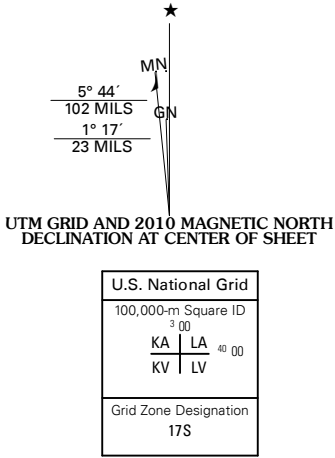 ★
MN
5° 44´
102 MILS
GN
1° 17´
23 MILS
UTM GRID AND 2010 MAGNETIC NORTH
DECLINATION AT CENTER OF SHEET
U.S. National Grid
100,000-m Square ID
3 00
KA LA 40 00
KV LV
Grid Zone Designation
17S